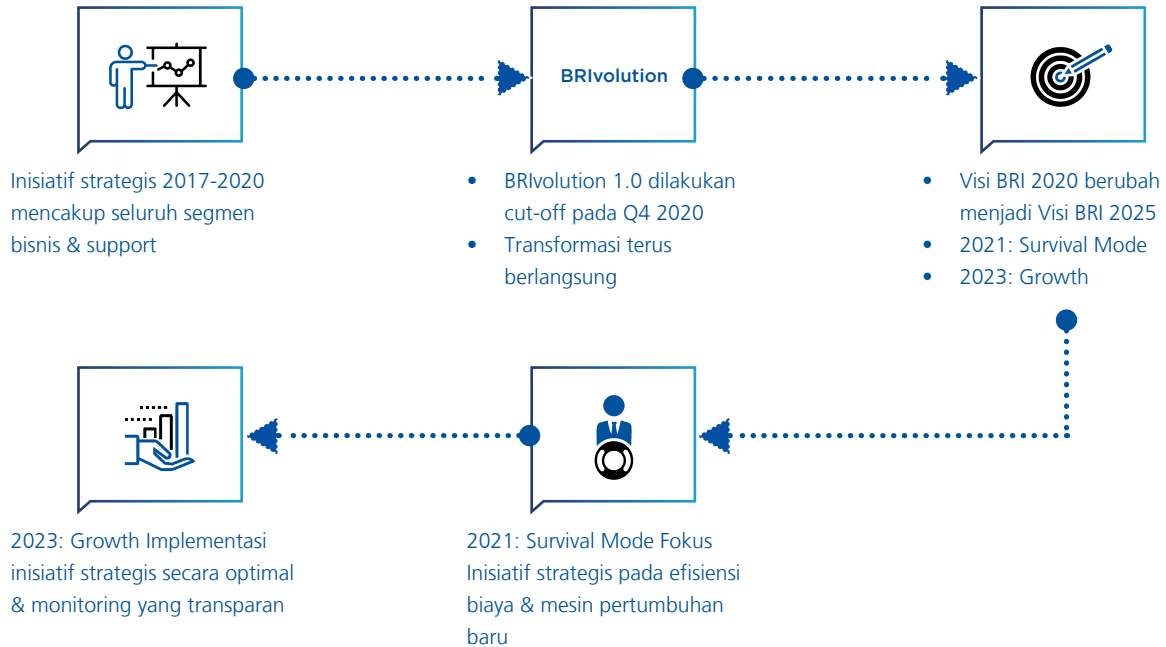 Inisiatif strategis 2017-2020
mencakup seluruh segmen
bisnis & support
BRIvolution
• BRIvolution 1.0 dilakukan
cut-off pada Q4 2020
• Transformasi terus
berlangsung
• Visi BRI 2020 berubah
menjadi Visi BRI 2025
• 2021: Survival Mode
• 2023: Growth
2021: Survival Mode Fokus
Inisiatif strategis pada efisiensi
biaya & mesin pertumbuhan
baru
2023: Growth Implementasi
inisiatif strategis secara optimal
& monitoring yang transparan